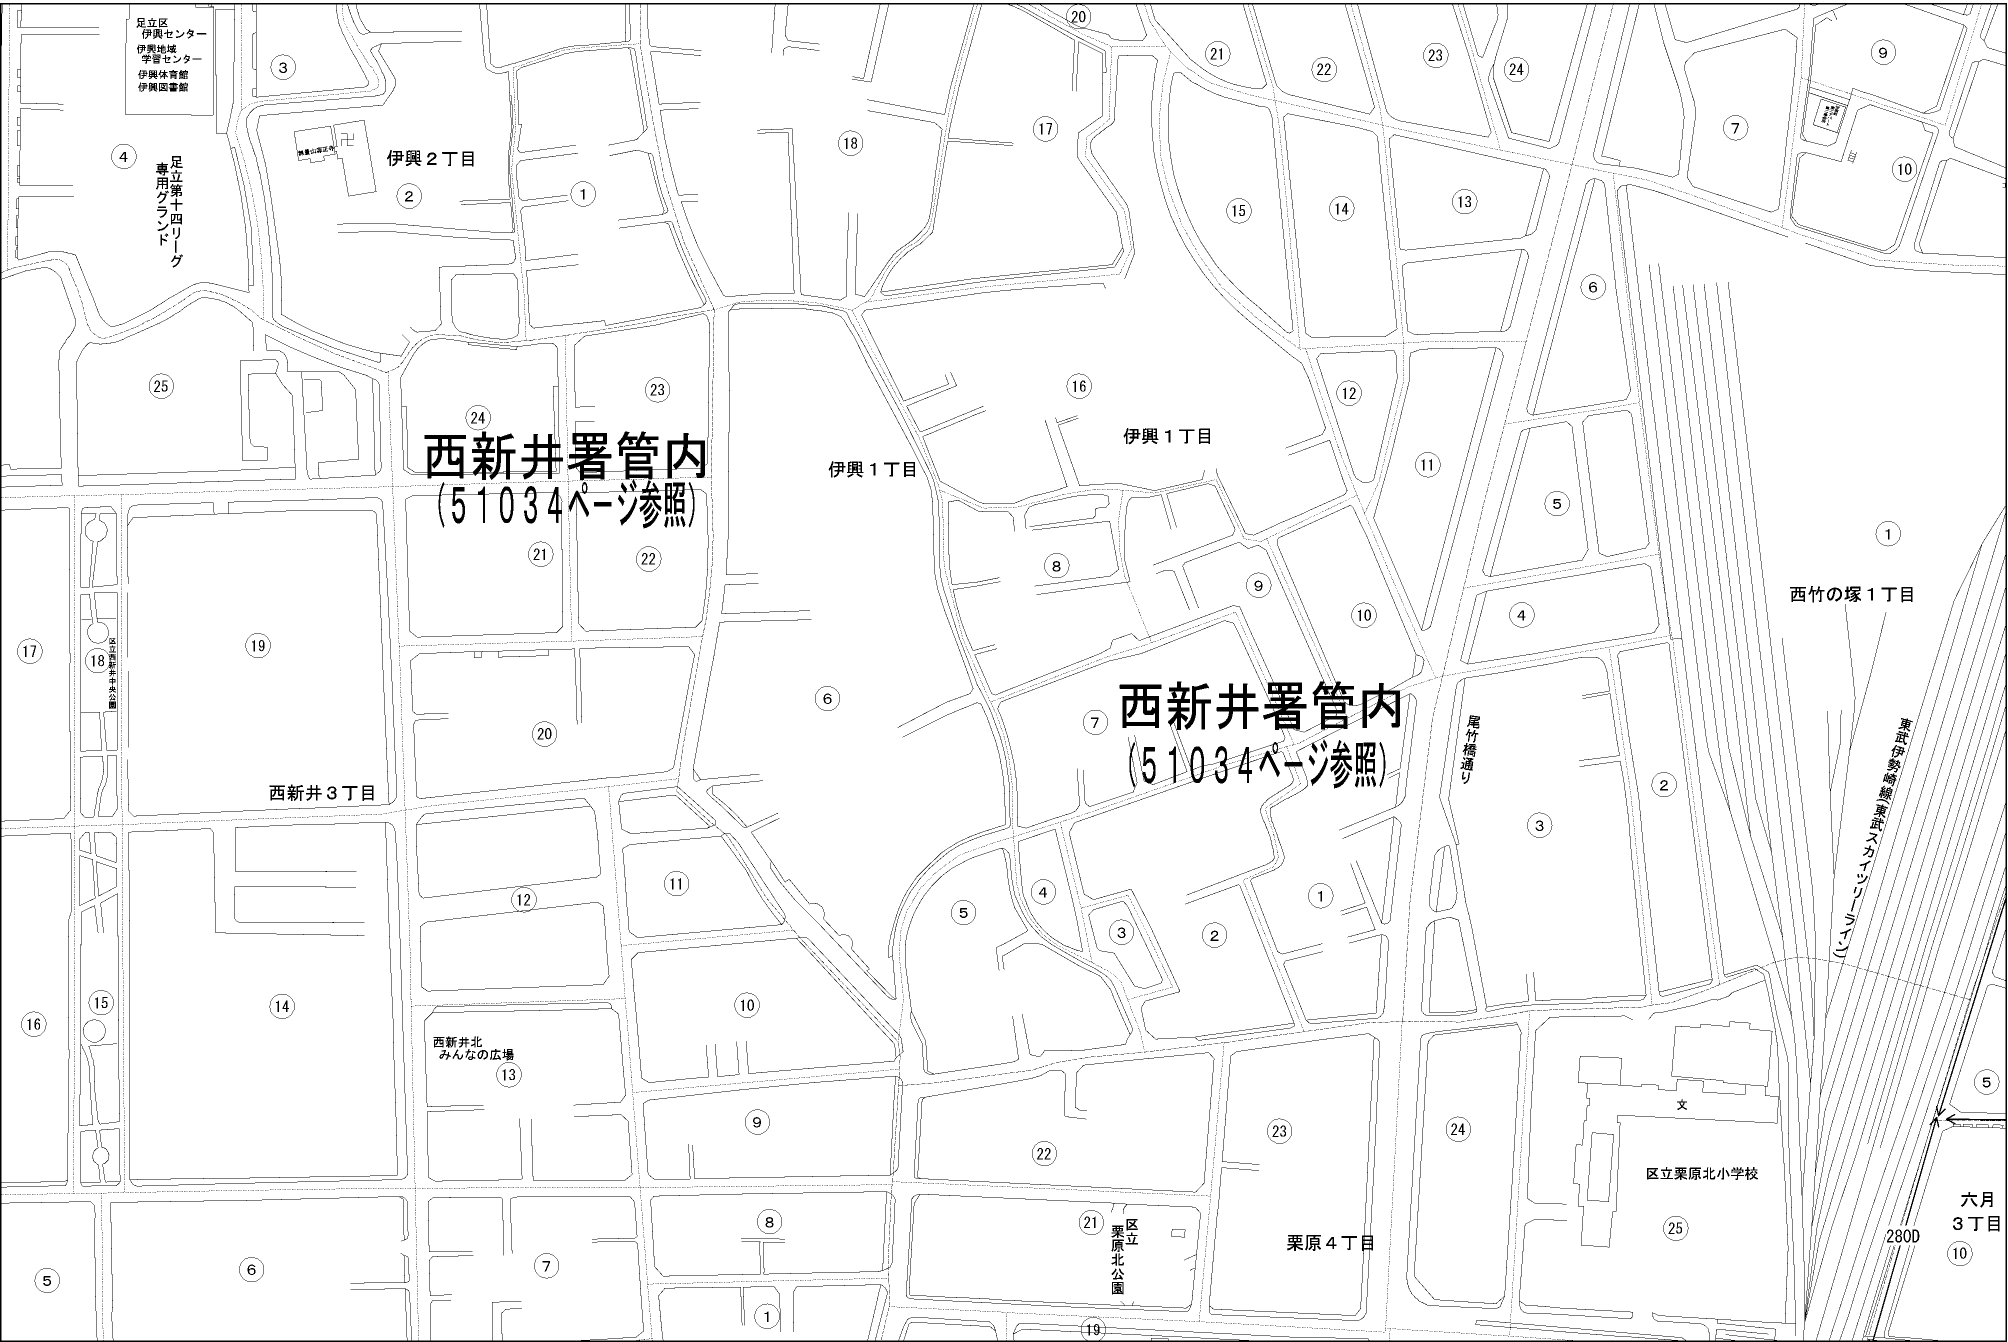 足立区
伊興センター
伊興地域
学習センター
伊興体育館
伊興図書館
③
④
足立第十四リーグ
専用グランド
伊興２丁目
②
①
⑱
⑰
⑳
㉑
㉒
㉓
㉔
⑨
⑦
⑩
⑮
⑭
⑬
⑥
㉕
㉔
㉓
西新井署管内
(51034ページ参照)
㉑
㉒
伊興１丁目
⑯
伊興１丁目
⑫
⑪
⑤
①
西竹の塚１丁目
⑧
⑨
⑩
④
⑰
⑱
区立西新井中央公園
⑲
⑳
⑥
⑦
西新井署管内
(51034ページ参照)
尾竹橋通り
③
②
東武伊勢崎線(東武スカイツリーライン)
西新井３丁目
⑫
⑪
⑤
④
③
②
①
⑯
⑮
⑭
⑩
西新井北
みんなの広場
⑬
⑨
㉒
㉓
㉔
文
区立栗原北小学校
㉕
⑤
六月
３丁目
⑩
280D
⑤
⑥
⑦
⑧
①
㉑
区立
栗原北公園
栗原４丁目
⑲